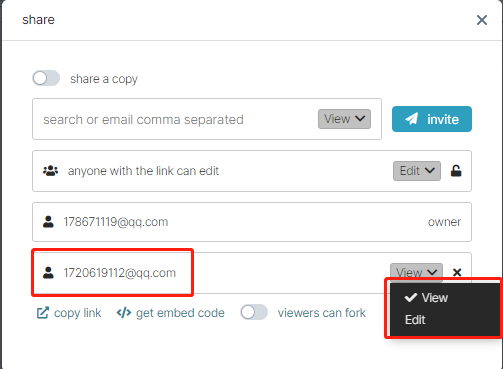 share
share a copy
search or email comma separated View invite
anyone with the link can edit Edit
178671119@qq.com owner
1720619112@qq.com View
View
copy link get embed code viewers can fork
Edit